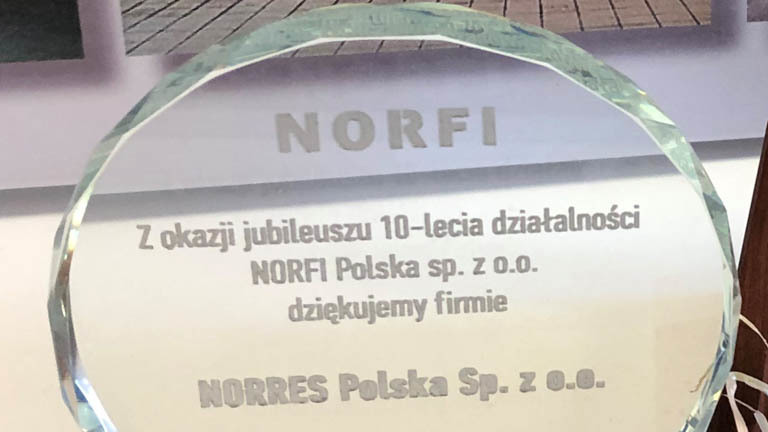 NORFI
Z okazji jubileuszu 10-lecia działalności
NORFI Polska sp. z o.o.
dziękujemy firmie
NORRES Polska Sp. z o.o.